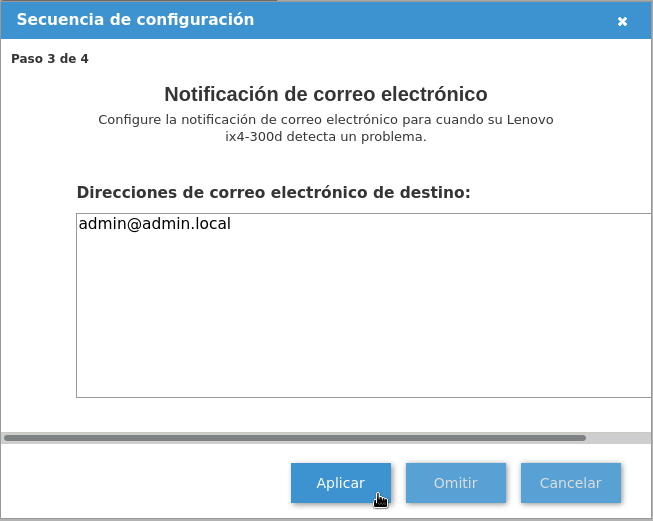 Secuencia de configuración
Paso 3 de 4
Notificación de correo electrónico
Configure la notificación de correo electrónico para cuando su Lenovo
ix4-300d detecta un problema.
Direcciones de correo electrónico de destino:
admin@admin.local
Aplicar
Omitir
Cancelar